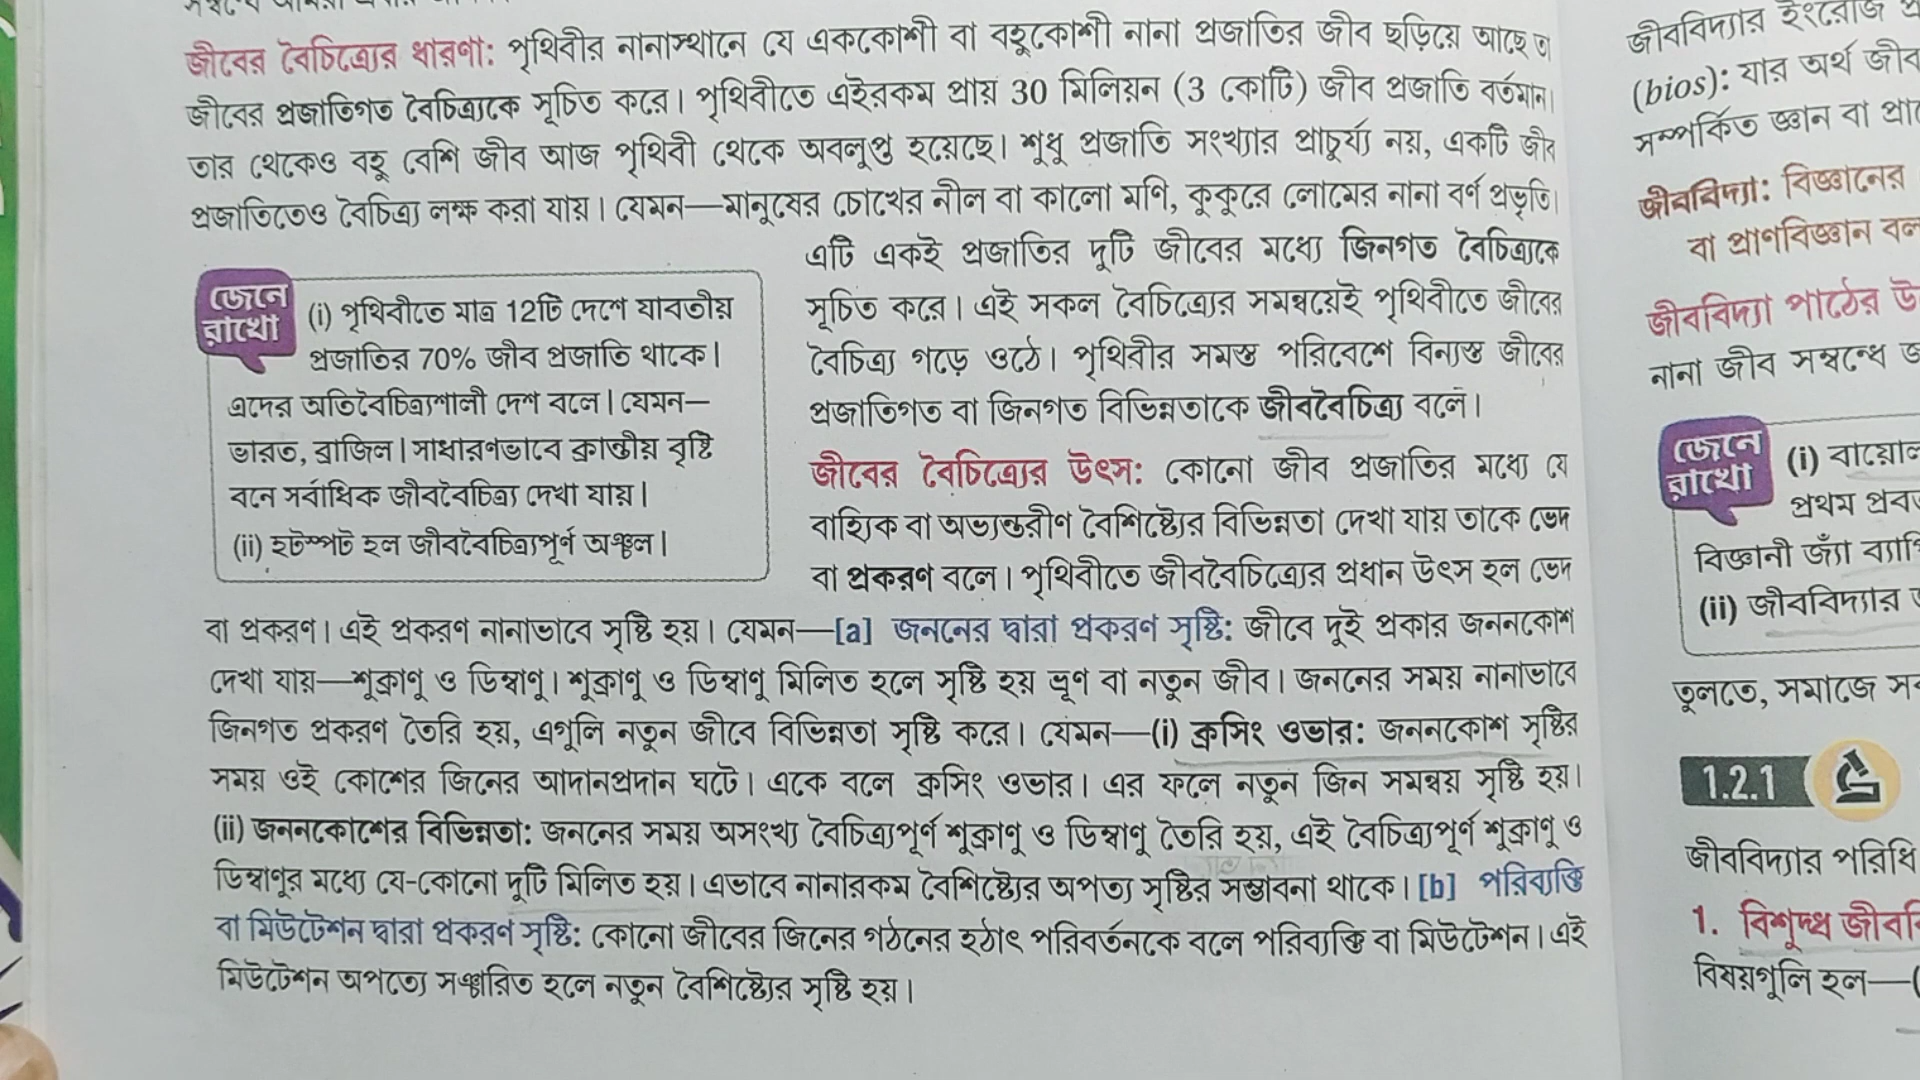 জীবের বৈচিত্র্যের ধারণা: পৃথিবীর নানাস্থানে যে এককোশী বা বহুকোশী নানা প্রজাতির জীব ছড়িয়ে আছে তা
জীবের প্রজাতিগত বৈচিত্র্যকে সূচিত করে। পৃথিবীতে এইরকম প্রায় 30 মিলিয়ন (3 কোটি) জীব প্রজাতি বর্তমান।
তার থেকেও বহু বেশি জীব আজ পৃথিবী থেকে অবলুপ্ত হয়েছে। শুধু প্রজাতি সংখ্যার প্রাচুর্য্য নয়, একটি জীব
প্রজাতিতেও বৈচিত্র্য লক্ষ করা যায়। যেমন—মানুষের চোখের নীল বা কালো মণি, কুকুরে লোমের নানা বর্ণ প্রভৃতি।
এটি একই প্রজাতির দুটি জীবের মধ্যে জিনগত বৈচিত্র্যকে
সূচিত করে। এই সকল বৈচিত্র্যের সমন্বয়েই পৃথিবীতে জীবের
বৈচিত্র্য গড়ে ওঠে। পৃথিবীর সমস্ত পরিবেশে বিন্যস্ত জীবের
প্রজাতিগত বা জিনগত বিভিন্নতাকে জীববৈচিত্র্য বলে।
জেনে
রাখো
(i) পৃথিবীতে মাত্র 12টি দেশে যাবতীয়
প্রজাতির 70% জীব প্রজাতি থাকে।
এদের অতিবৈচিত্র্যশালী দেশ বলে। যেমন—
ভারত, ব্রাজিল। সাধারণভাবে ক্রান্তীয় বৃষ্টি
বনে সর্বাধিক জীববৈচিত্র্য দেখা যায়।
(ii) হটস্পট হল জীববৈচিত্র্যপূর্ণ অঞ্চল।
জীবের বৈচিত্র্যের উৎস: কোনো জীব প্রজাতির মধ্যে যে
বাহ্যিক বা অভ্যন্তরীণ বৈশিষ্ট্যের বিভিন্নতা দেখা যায় তাকে ভেদ
বা প্রকরণ বলে। পৃথিবীতে জীববৈচিত্র্যের প্রধান উৎস হল ভেদ
বা প্রকরণ। এই প্রকরণ নানাভাবে সৃষ্টি হয়। যেমন—[a] জননের দ্বারা প্রকরণ সৃষ্টি: জীবে দুই প্রকার জননকোশ
দেখা যায়—শুক্রাণু ও ডিম্বাণু। শুক্রাণু ও ডিম্বাণু মিলিত হলে সৃষ্টি হয় ভ্রূণ বা নতুন জীব। জননের সময় নানাভাবে
জিনগত প্রকরণ তৈরি হয়, এগুলি নতুন জীবে বিভিন্নতা সৃষ্টি করে। যেমন—(i) ক্রসিং ওভার: জননকোশ সৃষ্টির
সময় ওই কোশের জিনের আদানপ্রদান ঘটে। একে বলে ক্রসিং ওভার। এর ফলে নতুন জিন সমন্বয় সৃষ্টি হয়।
(ii) জননকোশের বিভিন্নতা: জননের সময় অসংখ্য বৈচিত্র্যপূর্ণ শুক্রাণু ও ডিম্বাণু তৈরি হয়, এই বৈচিত্র্যপূর্ণ শুক্রাণু ও
ডিম্বাণুর মধ্যে যে-কোনো দুটি মিলিত হয়। এভাবে নানারকম বৈশিষ্ট্যের অপত্য সৃষ্টির সম্ভাবনা থাকে। [b] পরিব্যক্তি
বা মিউটেশন দ্বারা প্রকরণ সৃষ্টি: কোনো জীবের জিনের গঠনের হঠাৎ পরিবর্তনকে বলে পরিব্যক্তি বা মিউটেশন। এই
মিউটেশন অপত্যে সঞ্চারিত হলে নতুন বৈশিষ্ট্যের সৃষ্টি হয়।
জীববিদ্যার ইংরেজি
(bios): যার অর্থ জীব
সম্পর্কিত জ্ঞান বা
জীববিদ্যা: বিজ্ঞানের
বা প্রাণবিজ্ঞান
জীববিদ্যা পাঠের
নানা জীব সম্বন্ধে
জেনে
রাখো
(i)
প্রথম
বিজ্ঞানী জঁ্যা
(ii) জীববিদ্যার
তুলতে, সমাজে
1.2.1
জীববিদ্যার পরিধি
1. বিশুদ্ধ
বিষয়গুলি হল—(